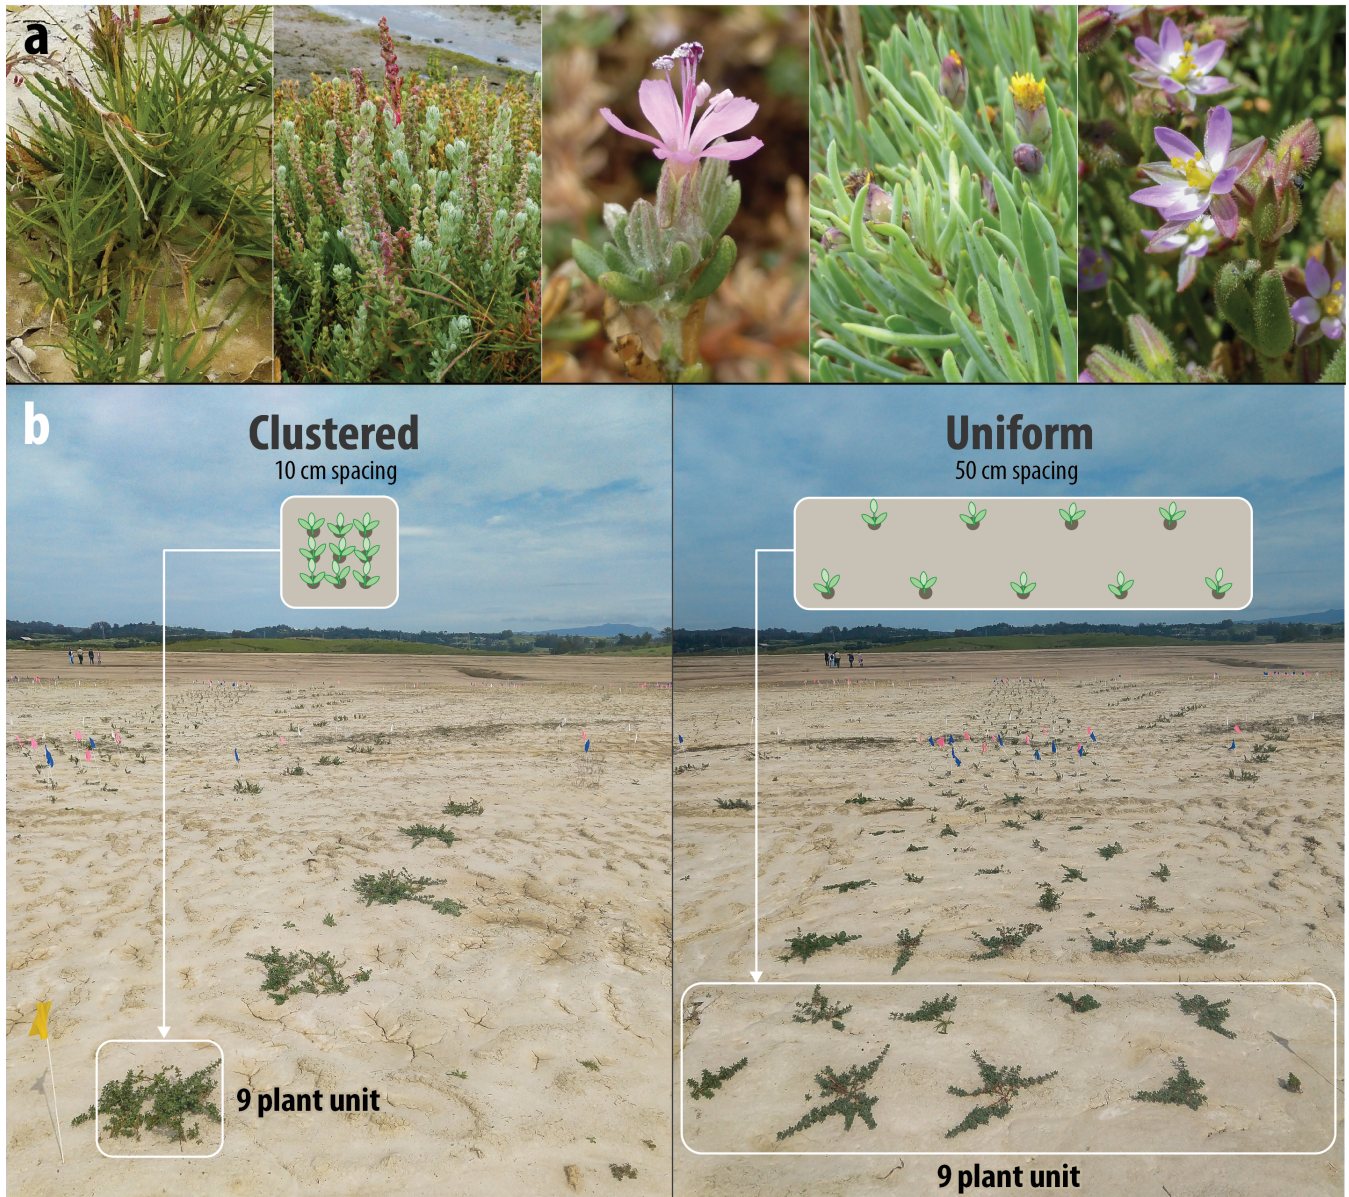 a
b
Clustered
10 cm spacing
9 plant unit
Uniform
50 cm spacing
9 plant unit